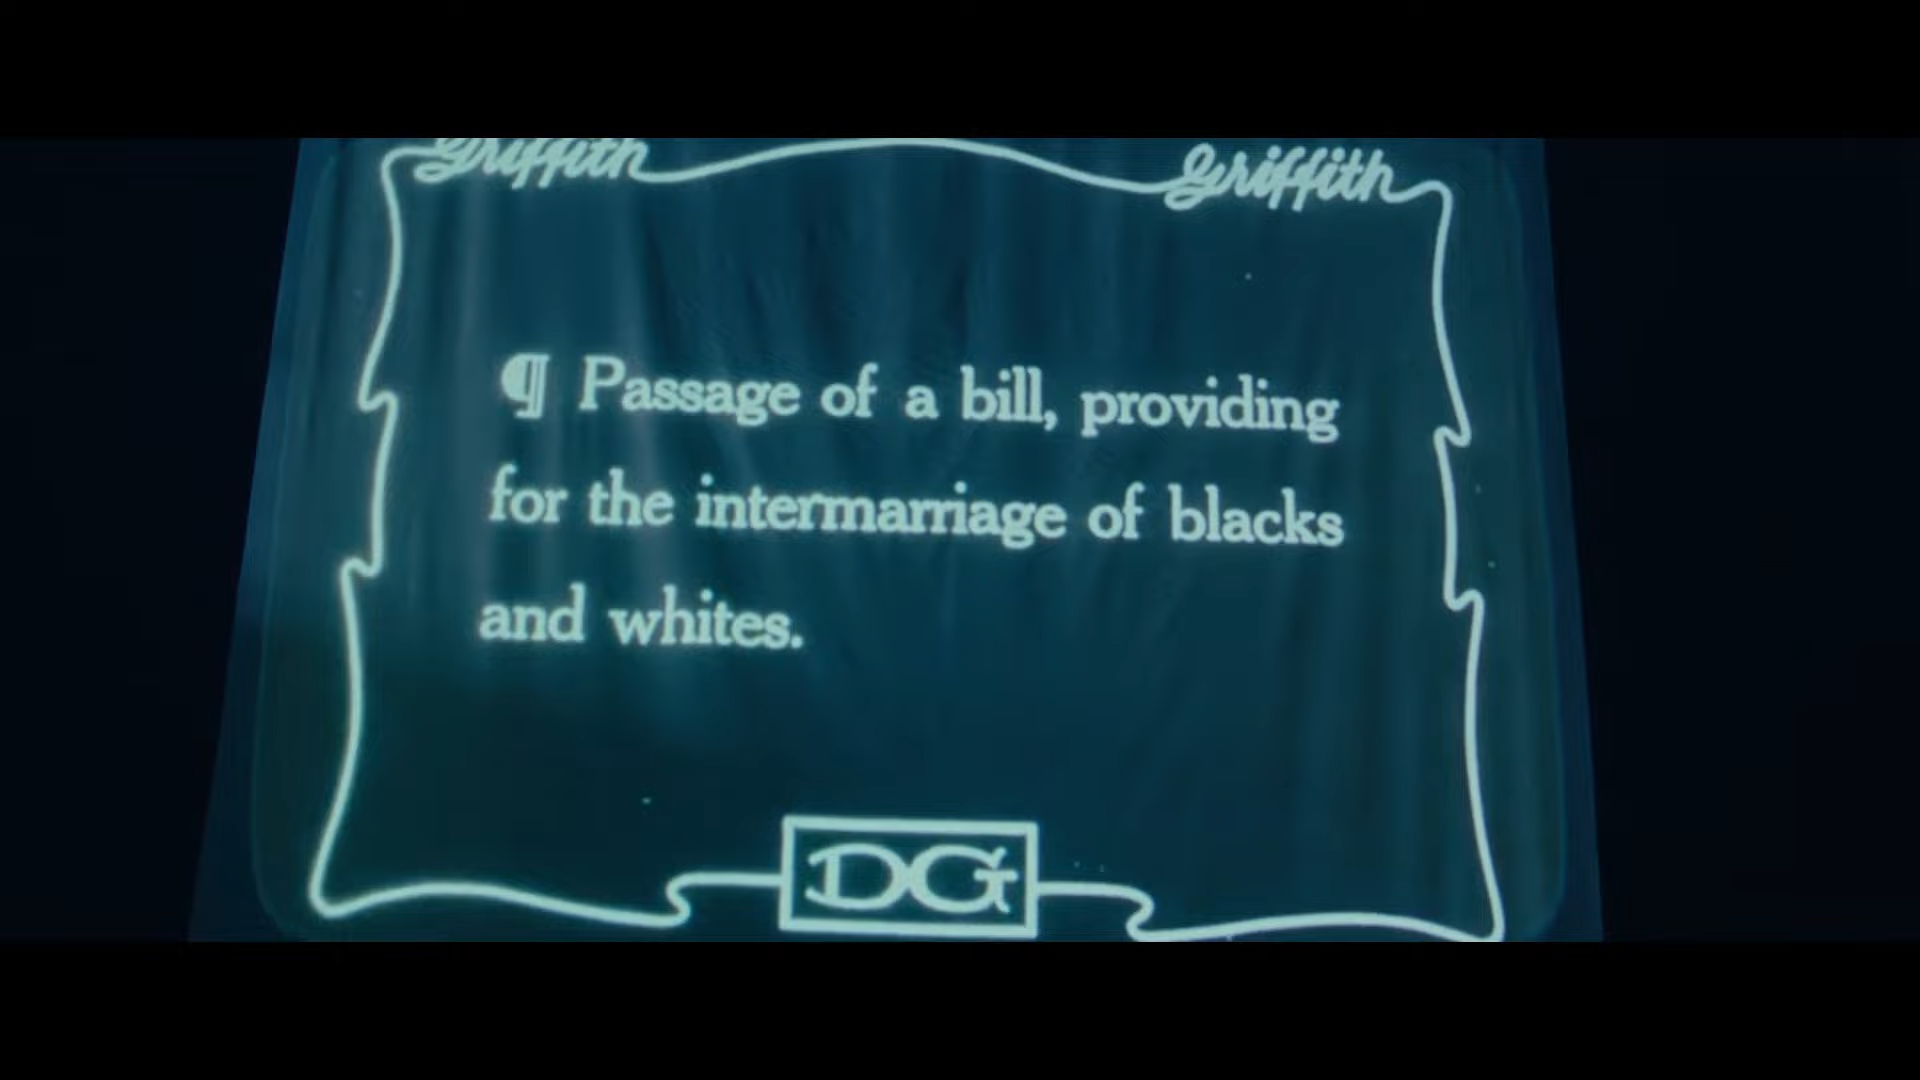 Griffith Griffith
¶ Passage of a bill, providing
for the intermarriage of blacks
and whites.
DG